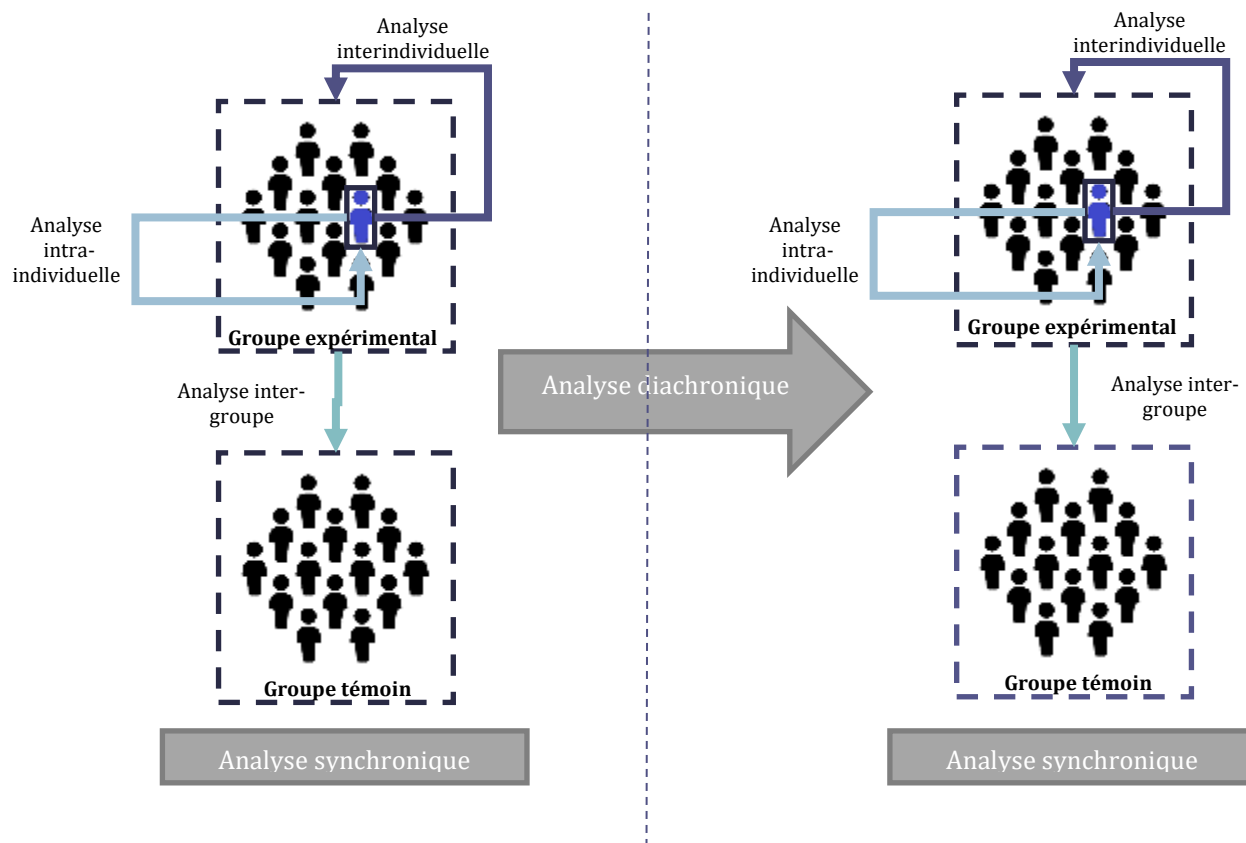 Analyse
interindividuelle
Analyse
intra-
individuelle
Groupe expérimental
Analyse inter-
groupe
Groupe témoin
Analyse synchronique
Analyse diachronique
Analyse
interindividuelle
Analyse
intra-
individuelle
Groupe expérimental
Analyse inter-
groupe
Groupe témoin
Analyse synchronique